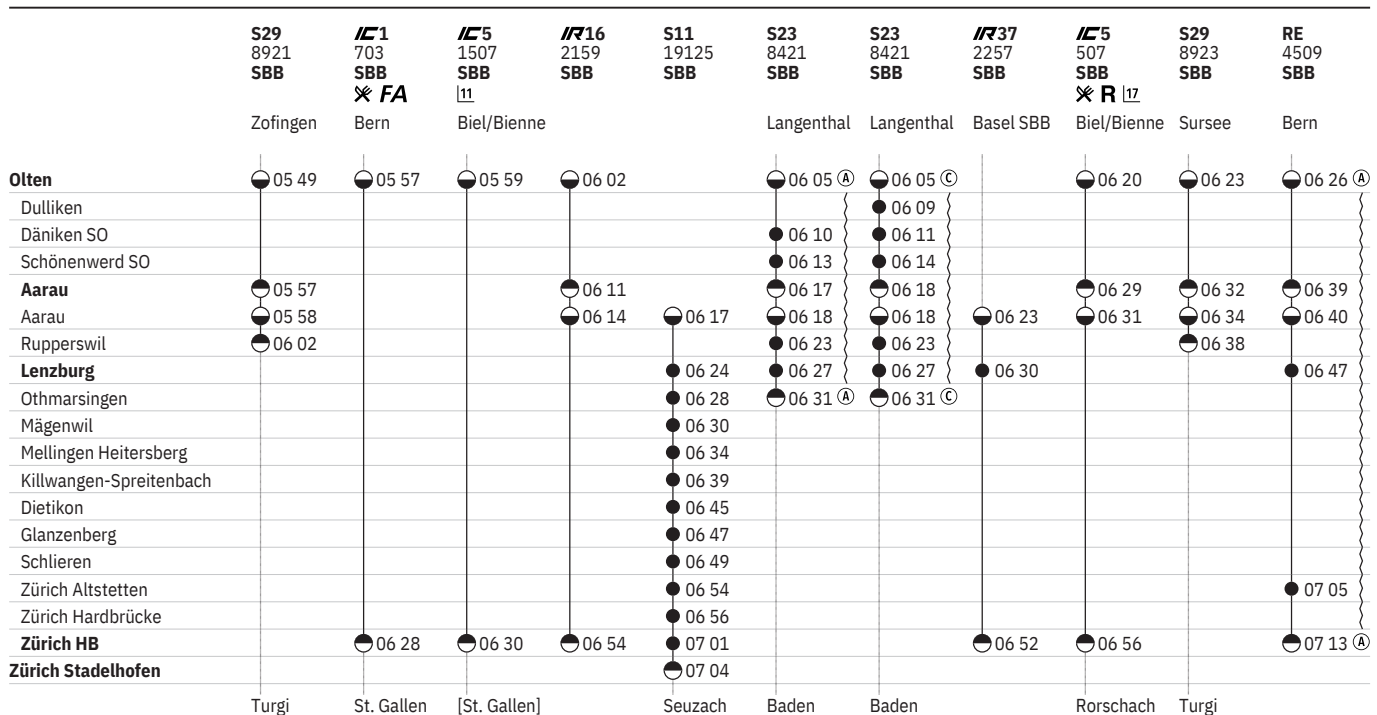 S29 IC1 IC5 IR16 S11 S23 S23 IR37 IC5 S29 RE
8921 703 1507 2159 19125 8421 8421 2257 507 8923 4509
SBB SBB SBB SBB SBB SBB SBB SBB SBB SBB SBB
FA 11 R 17
Zofingen Bern Biel/Bienne Langenthal Langenthal Basel SBB Biel/Bienne Sursee Bern
Olten 05 49 05 57 05 59 06 02 06 05 A 06 05 C 06 20 06 23 06 26 A
Dulliken 06 09
Däniken SO 06 10 06 11
Schönenwerd SO 06 13 06 14
Aarau 05 57 06 11 06 17 06 18 06 29 06 32 06 39
Aarau 05 58 06 14 06 17 06 18 06 18 06 23 06 31 06 34 06 40
Rupperswil 06 02 06 23 06 23 06 38
Lenzburg 06 24 06 27 06 27 06 30 06 47
Othmarsingen 06 28 06 31 A 06 31 C
Mägenwil 06 30
Mellingen Heitersberg 06 34
Killwangen-Spreitenbach 06 39
Dietikon 06 45
Glanzenberg 06 47
Schlieren 06 49
Zürich Altstetten 06 54 07 05
Zürich Hardbrücke 06 56
Zürich HB 06 28 06 30 06 54 07 01 06 52 06 56 07 13 A
Zürich Stadelhofen 07 04
Turgi St. Gallen [St. Gallen] Seuzach Baden Baden Rorschach Turgi